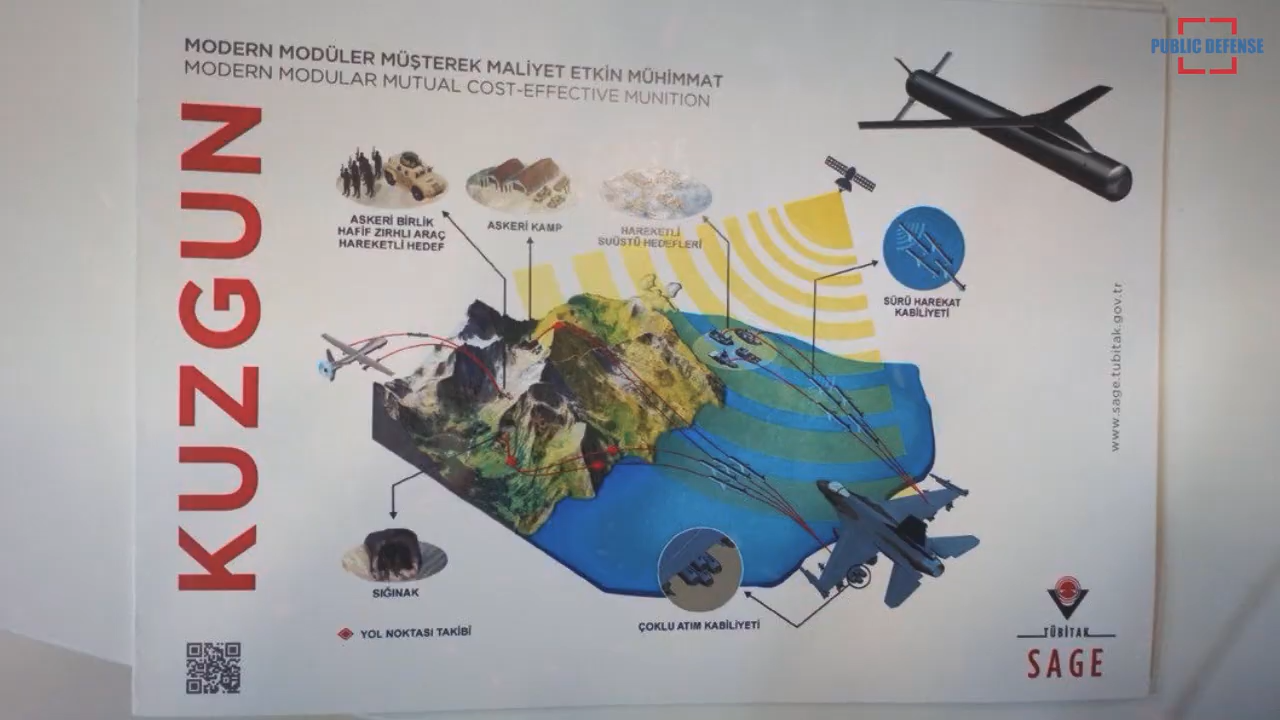 PUBLIC DEFENSE
MODERN MODÜLER MÜŞTEREK MALİYET ETKİN MÜHİMMAT
MODERN MODULAR MUTUAL COST-EFFECTIVE MUNITION
KUZGUN
ASKERİ BİRLİK
HAFİF ZIRHLI ARAÇ
HAREKETLİ HEDEF
ASKERİ KAMP
HAREKETLİ
SUÜSTÜ HEDEFLERİ
SÜRÜ HAREKAT
KABİLİYETİ
www.sage.tubitak.gov.tr
SIĞINAK
YOL NOKTASI TAKİBİ
ÇOKLU ATIM KABİLİYETİ
TÜBİTAK
SAGE